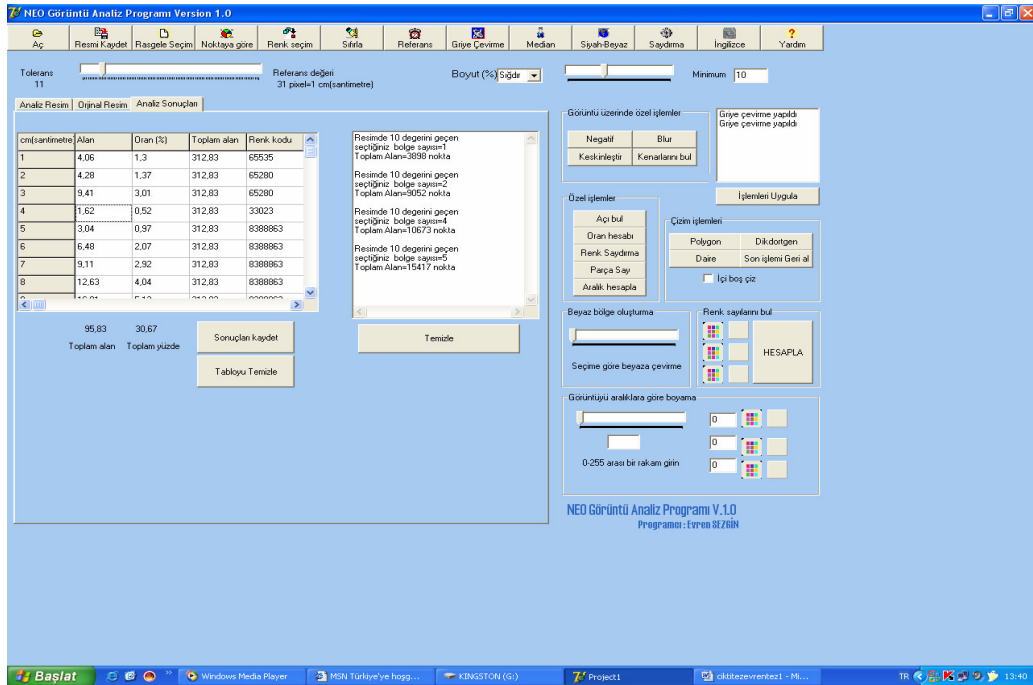 NEO Görüntü Analiz Programı Version 1.0
Aç Resmi Kaydet Rasgele Seçim Noktaya göre Renk seçim Sıfırla Referans Griye Çevirme Median Siyah-Beyaz Saydırma İngilizce Yardım
Tolerans
11
Referans değeri
31 pixel=1 cm(santimetre)
Boyut (%) Sığdır
Minimum 10
Analiz Resim Orjinal Resim Analiz Sonuçları
cm(santimetre) Alan Oran (%) Toplam alan Renk kodu
1 4,06 1,3 312,83 65535
2 4,28 1,37 312,83 65280
3 9,41 3,01 312,83 65280
4 1,62 0,52 312,83 33023
5 3,04 0,97 312,83 8388863
6 6,48 2,07 312,83 8388863
7 9,11 2,92 312,83 8388863
8 12,63 4,04 312,83 8388863
95,83 30,67
Toplam alan Toplam yüzde
Sonuçları kaydet
Tabloyu Temizle
Resimde 10 degerini geçen
seçtiğiniz bolge sayısı=1
Toplam Alan=3898 nokta
Resimde 10 degerini geçen
seçtiğiniz bolge sayısı=2
Toplam Alan=9052 nokta
Resimde 10 degerini geçen
seçtiğiniz bolge sayısı=4
Toplam Alan=10673 nokta
Resimde 10 degerini geçen
seçtiğiniz bolge sayısı=5
Toplam Alan=15417 nokta
Temizle
Görüntü üzerinde özel işlemler
Negatif Blur
Keskinleştir Kenarlarını bul
Griye çevirme yapıldı
Griye çevirme yapıldı
İşlemleri Uygula
Özel işlemler
Açı bul
Oran hesabı
Renk Saydırma
Parça Say
Aralık hesapla
Çizim işlemleri
Polygon Dikdortgen
Daire Son işlemi Geri al
İçi boş çiz
Beyaz bölge oluşturma
Seçime göre beyaza çevirme
Renk sayılarını bul
HESAPLA
Görüntüyü aralıklara göre boyama
0-255 arası bir rakam girin
0
0
0
NEO Görüntü Analiz Programı V.1.0
Programcı : Evren SEZGİN
Başlat Windows Media Player MSN Türkiye'ye hoşg... KINGSTON (G:) Project1 ciktitezevrentez1 - Mi... TR 13:40